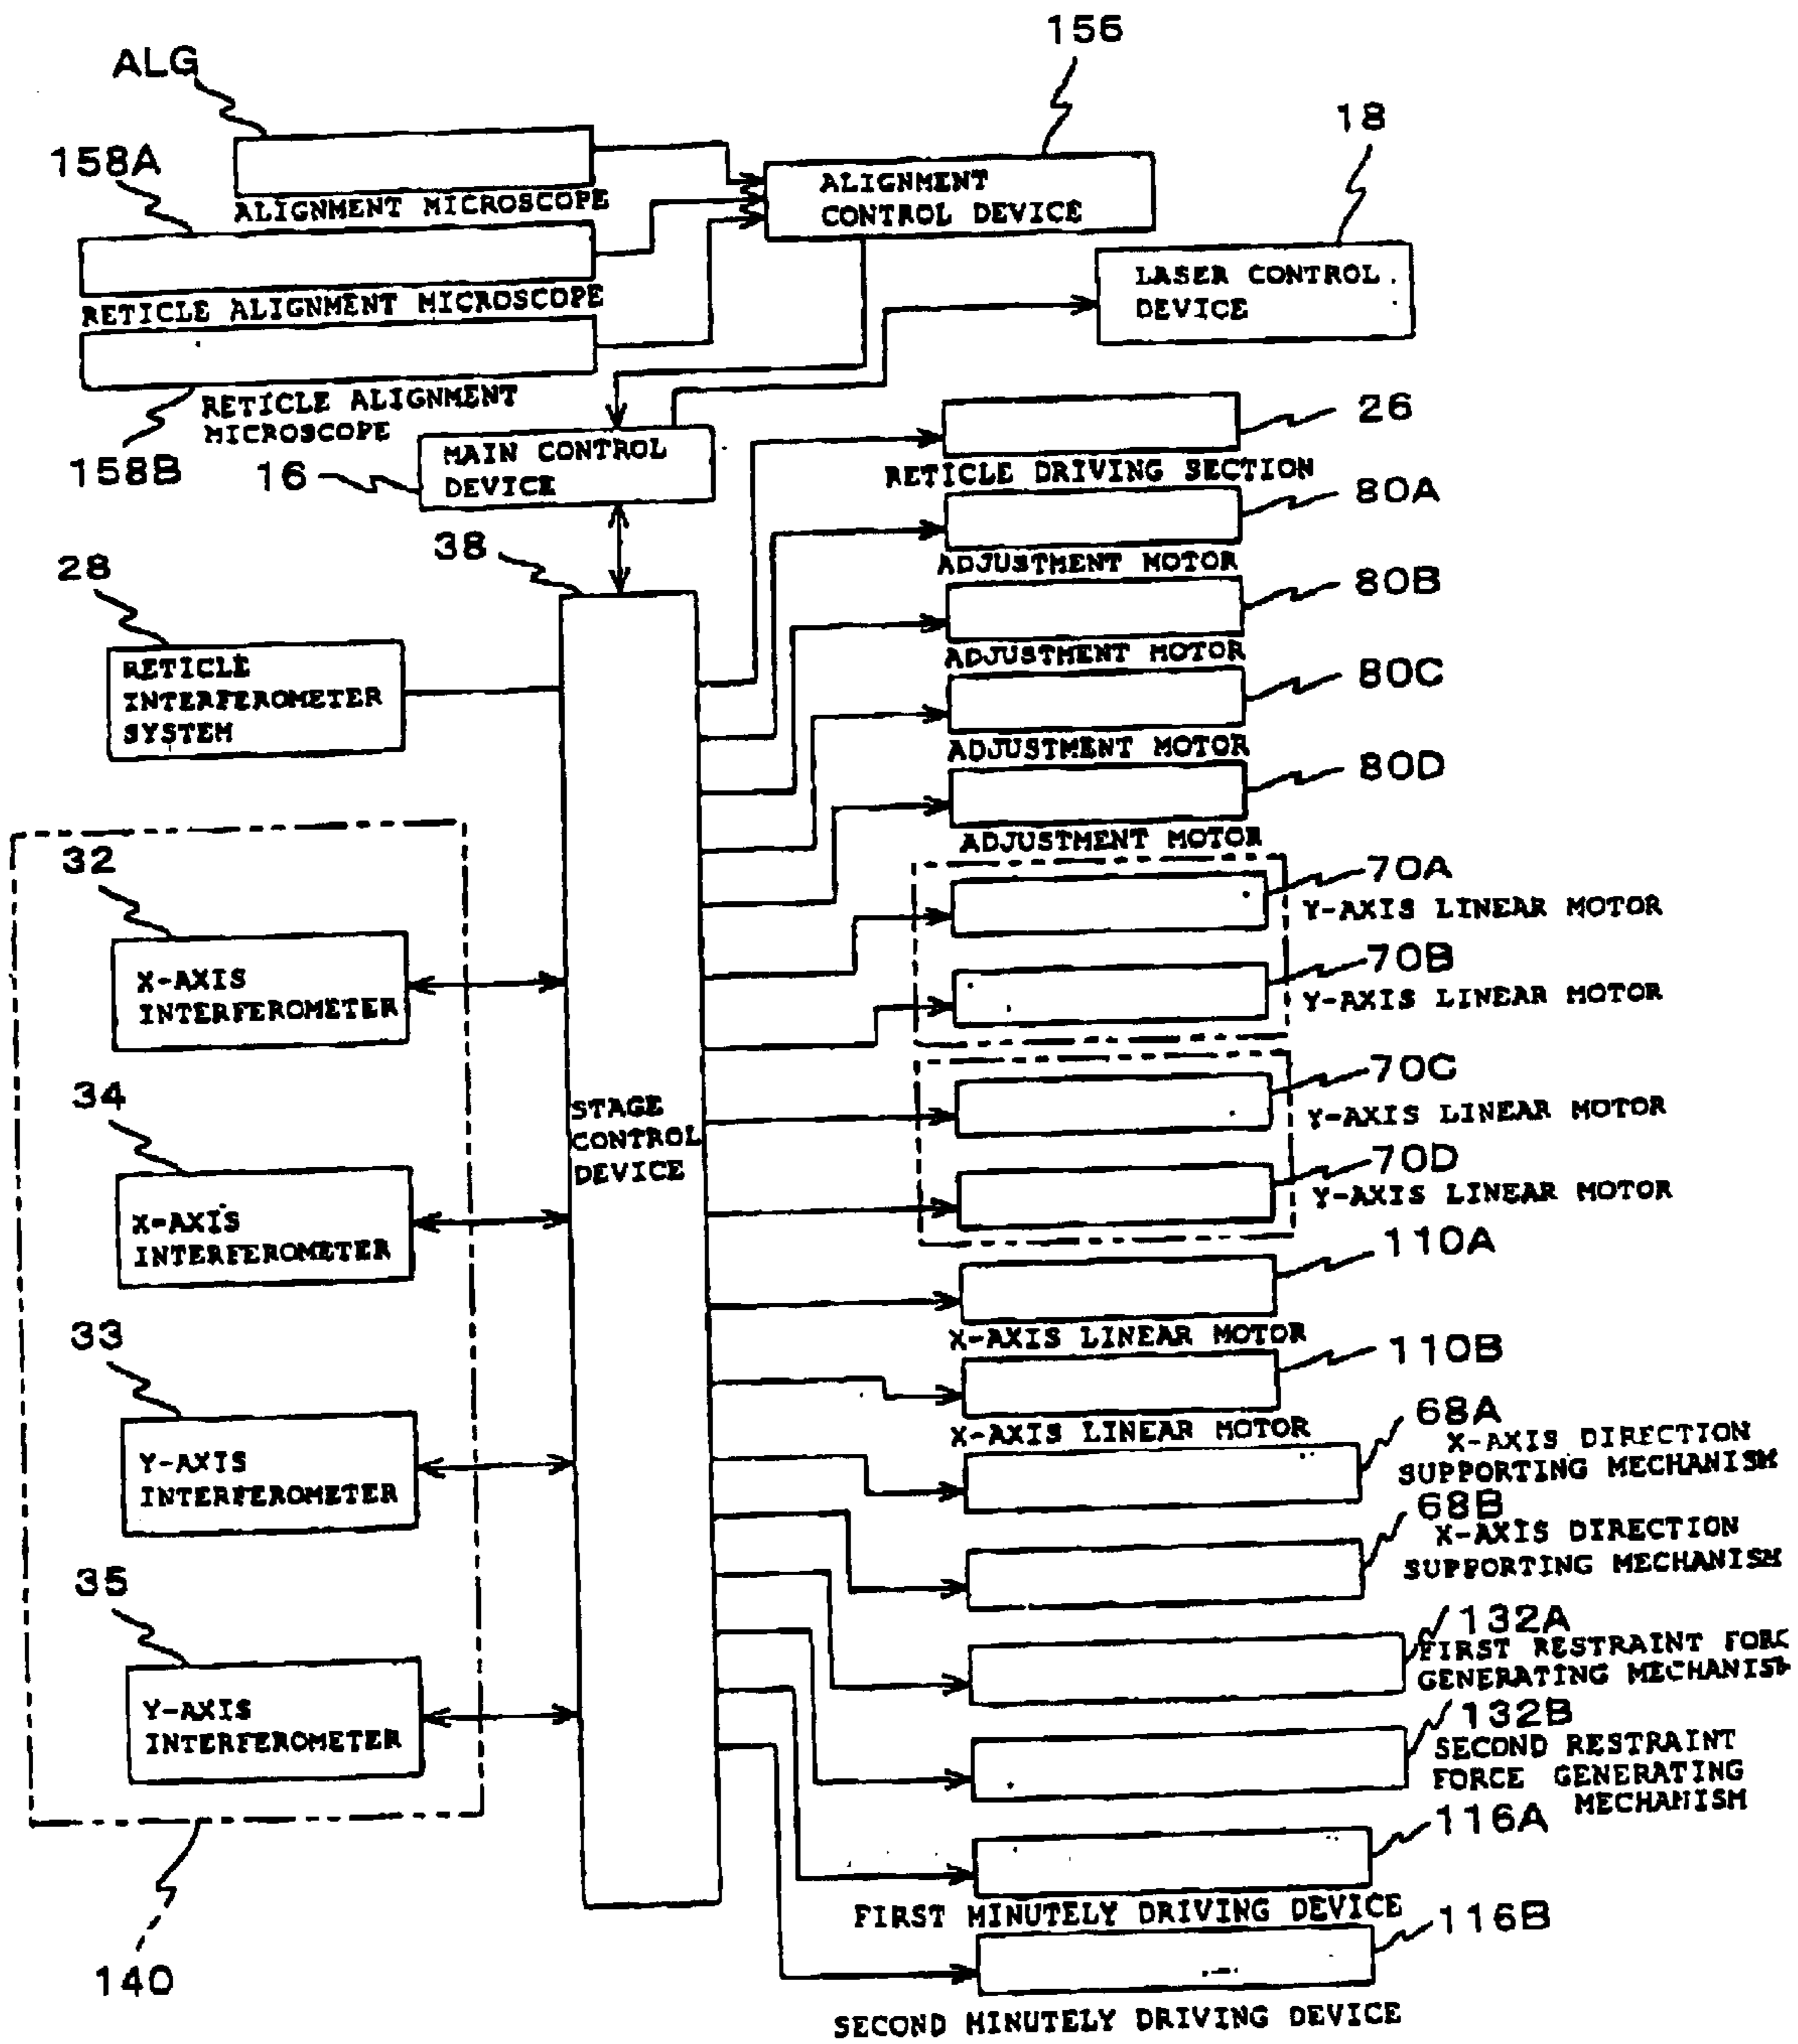 156
ALG
18
158A
ALIGNMENT
CONTROL DEVICE
ALIGNMENT MICROSCOPE
LASER CONTROL
DEVICE
RETICLE ALIGNMENT MICROSCOPE
RETICLE ALIGNMENT
MICROSCOPE
158B
16
MAIN CONTROL
DEVICE
26
RETICLE DRIVING SECTION
80A
ADJUSTMENT MOTOR
38
28
80B
ADJUSTMENT MOTOR
RETICLE
INTERFEROMETER
SYSTEM
80C
ADJUSTMENT MOTOR
80D
ADJUSTMENT MOTOR
32
70A
Y-AXIS LINEAR MOTOR
X-AXIS
INTERFEROMETER
70B
Y-AXIS LINEAR MOTOR
34
STAGE
CONTROL
DEVICE
70C
Y-AXIS LINEAR MOTOR
70D
Y-AXIS LINEAR MOTOR
X-AXIS
INTERFEROMETER
110A
X-AXIS LINEAR MOTOR
33
110B
X-AXIS LINEAR MOTOR
68A
X-AXIS DIRECTION
SUPPORTING MECHANISM
Y-AXIS
INTERFEROMETER
68B
X-AXIS DIRECTION
SUPPORTING MECHANISM
35
132A
FIRST RESTRAINT FORC
GENERATING MECHANISM
Y-AXIS
INTERFEROMETER
132B
SECOND RESTRAINT
FORCE GENERATING
MECHANISM
116A
FIRST MINUTELY DRIVING DEVICE
116B
140
SECOND MINUTELY DRIVING DEVICE